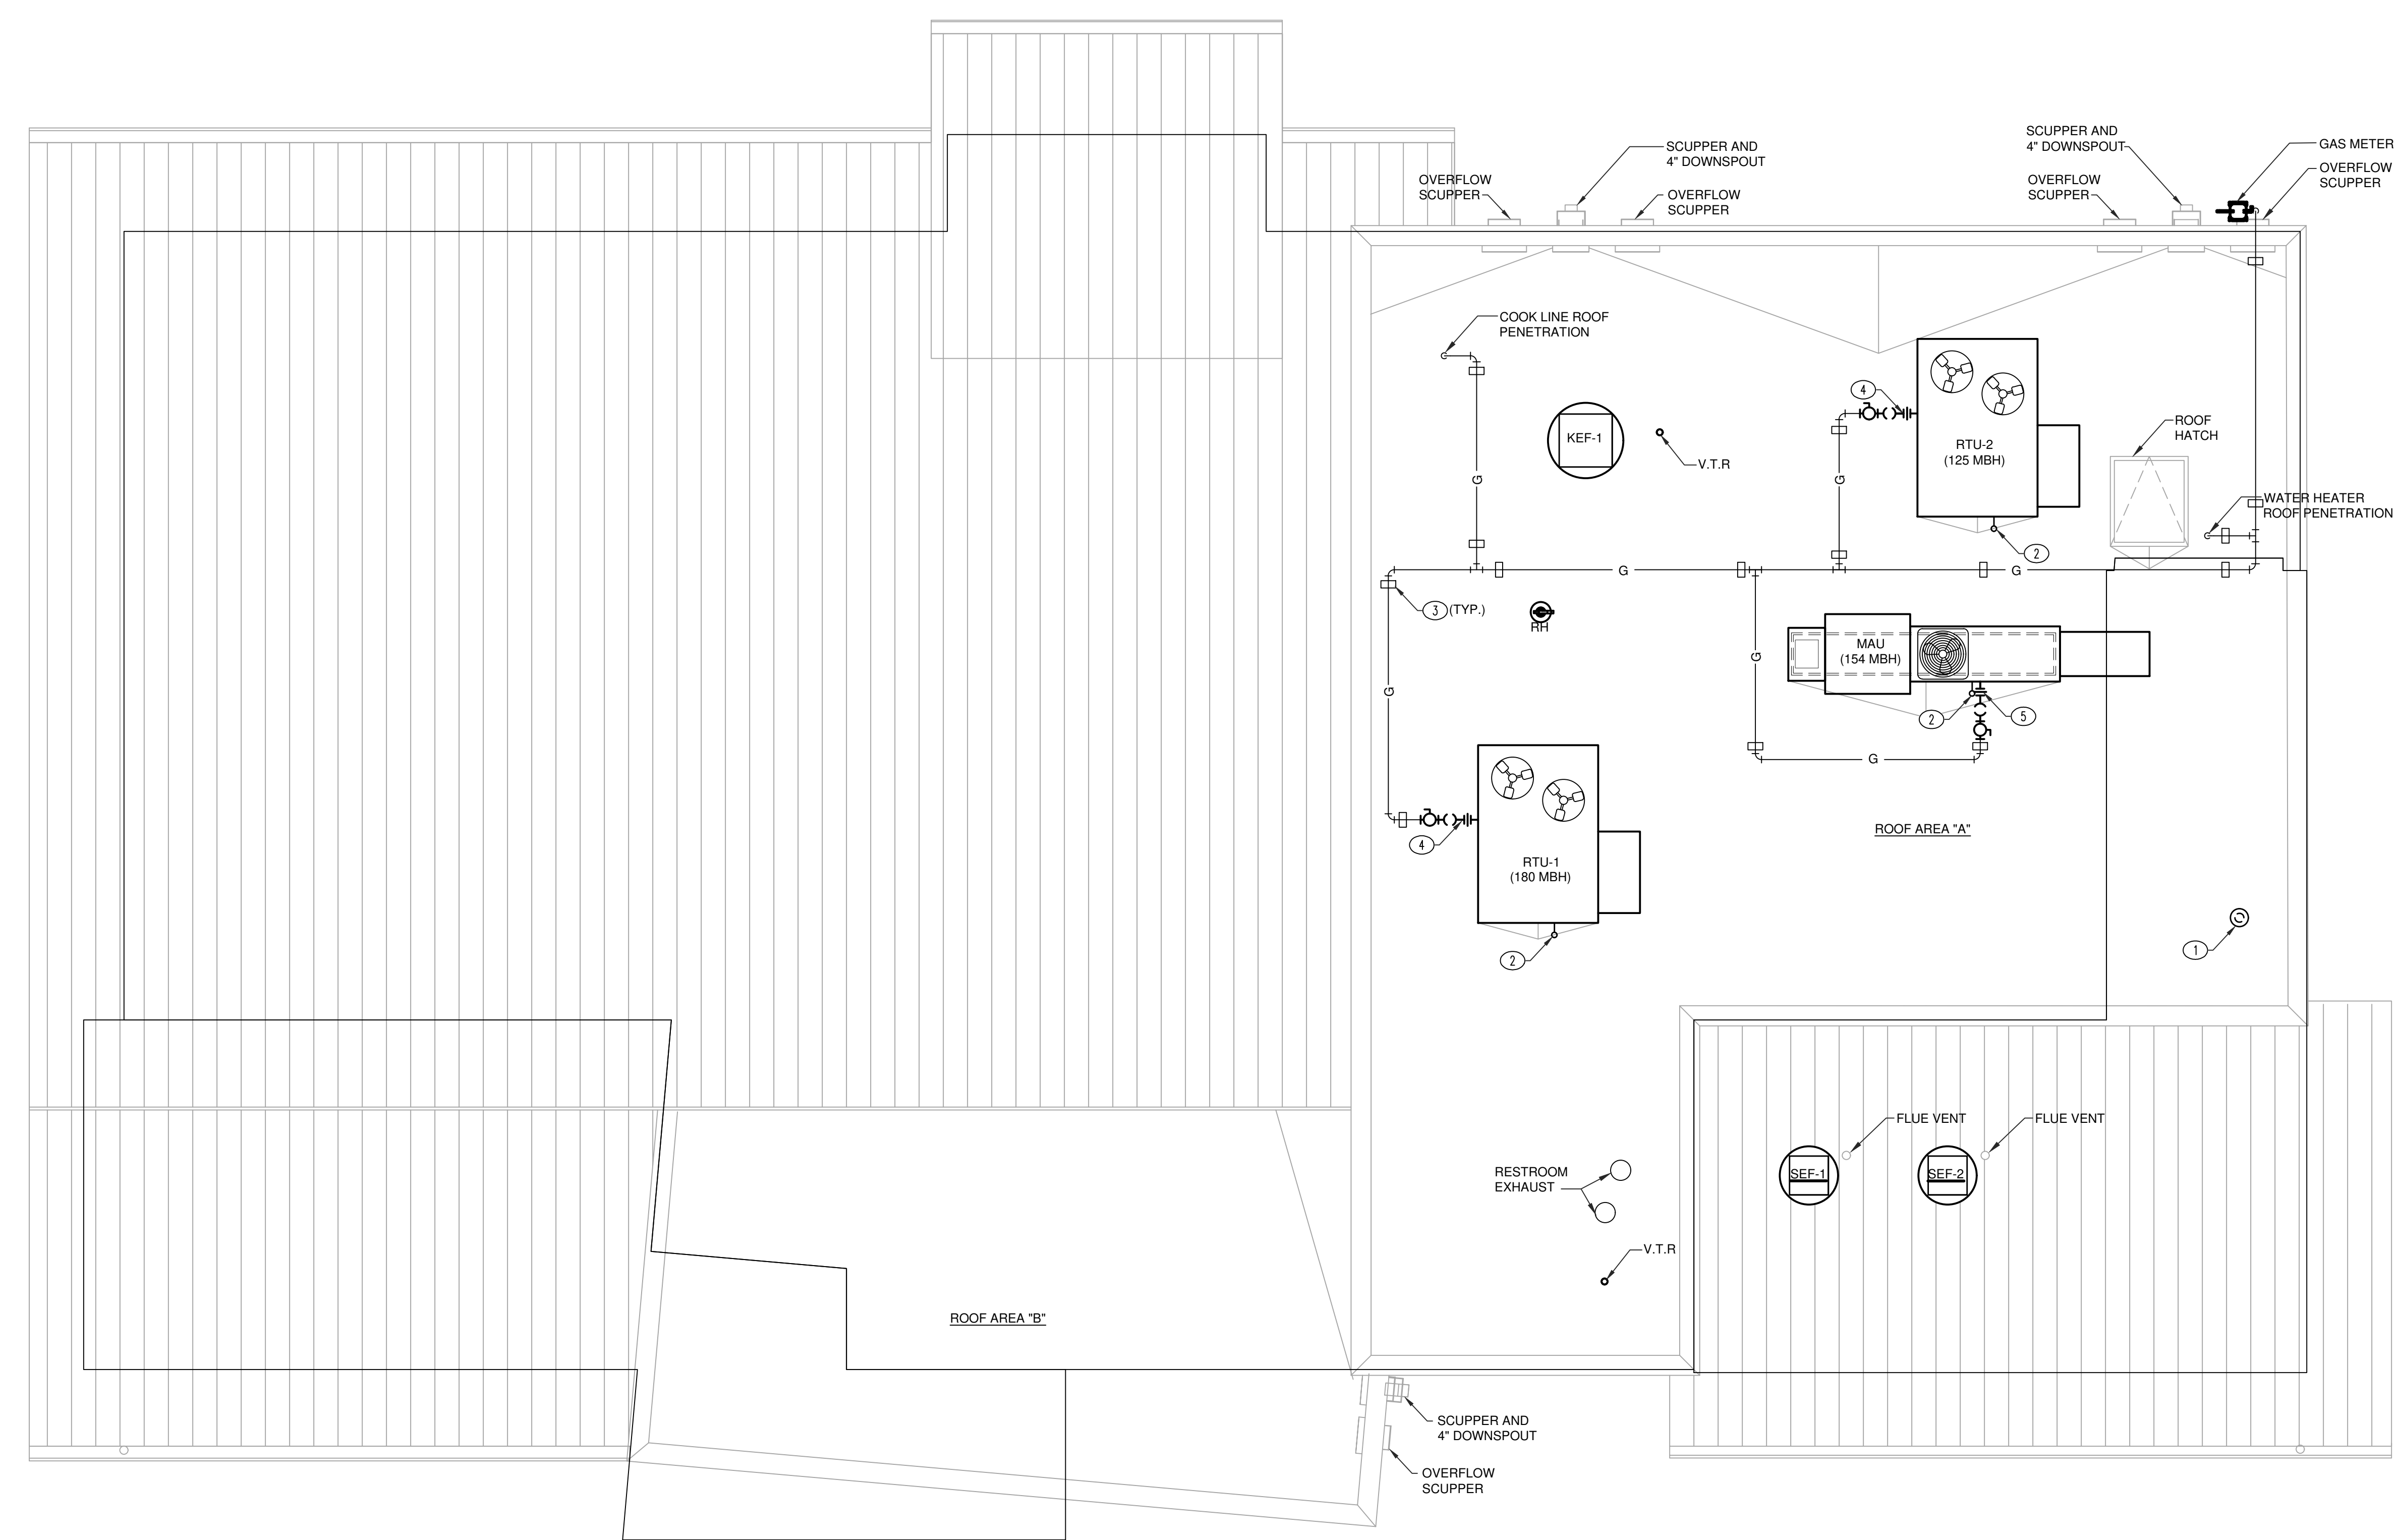 SCUPPER AND
4" DOWNSPOUT
OVERFLOW
SCUPPER
OVERFLOW
SCUPPER
SCUPPER AND
4" DOWNSPOUT
OVERFLOW
SCUPPER
GAS METER
OVERFLOW
SCUPPER
COOK LINE ROOF
PENETRATION
KEF-1
V.T.R
G
4
G
RTU-2
(125 MBH)
2
ROOF
HATCH
WATER HEATER
ROOF PENETRATION
G
G
3 (TYP.)
RH
G
G
MAU
(154 MBH)
2
5
G
4
RTU-1
(180 MBH)
2
ROOF AREA "A"
1
FLUE VENT
FLUE VENT
SEF-1
SEF-2
RESTROOM
EXHAUST
V.T.R
ROOF AREA "B"
SCUPPER AND
4" DOWNSPOUT
OVERFLOW
SCUPPER